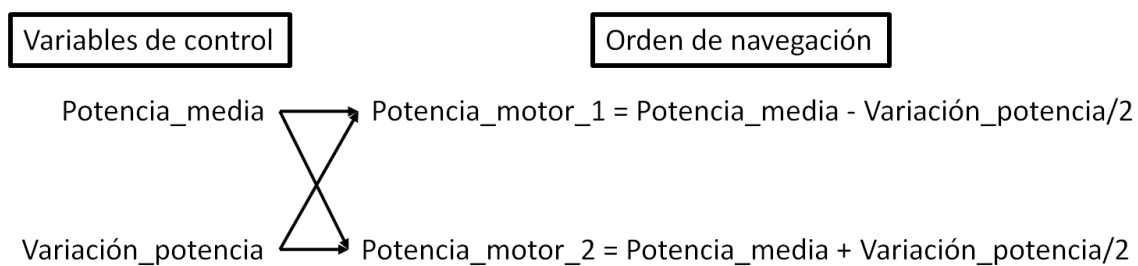 Variables de control
Orden de navegación
Potencia_media
Potencia_motor_1 = Potencia_media - Variación_potencia/2
Variación_potencia
Potencia_motor_2 = Potencia_media + Variación_potencia/2